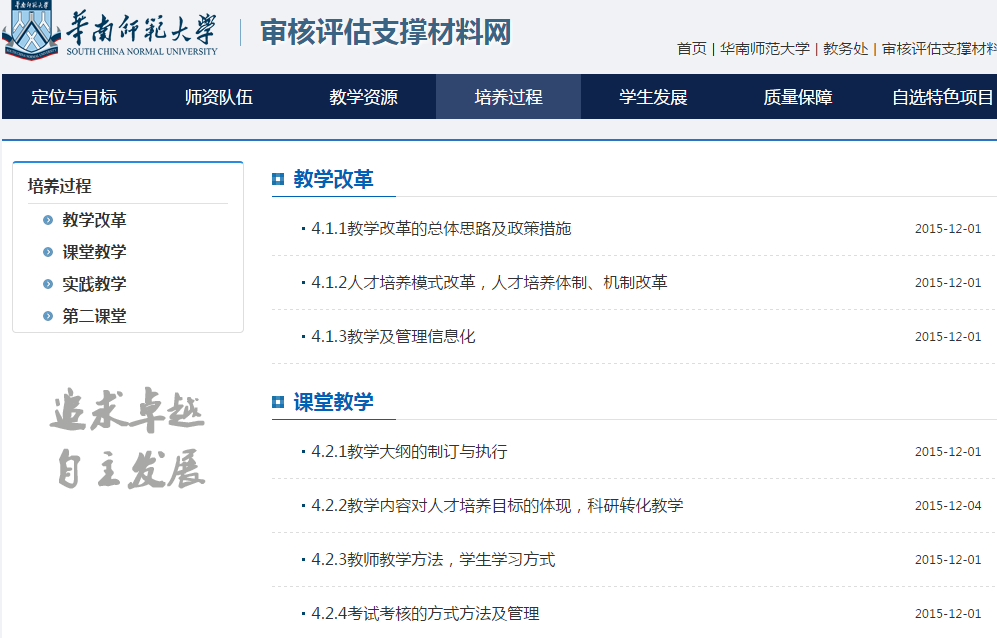 华南师范大学
SOUTH CHINA NORMAL UNIVERSITY
审核评估支撑材料网
首页 | 华南师范大学 | 教务处 | 审核评估支撑材料
定位与目标 师资队伍 教学资源 培养过程 学生发展 质量保障 自选特色项目
培养过程
教学改革
课堂教学
实践教学
第二课堂
追求卓越
自主发展
教学改革
4.1.1教学改革的总体思路及政策措施 2015-12-01
4.1.2人才培养模式改革，人才培养体制、机制改革 2015-12-01
4.1.3教学及管理信息化 2015-12-01
课堂教学
4.2.1教学大纲的制订与执行 2015-12-01
4.2.2教学内容对人才培养目标的体现，科研转化教学 2015-12-04
4.2.3教师教学方法，学生学习方式 2015-12-01
4.2.4考试考核的方式方法及管理 2015-12-01